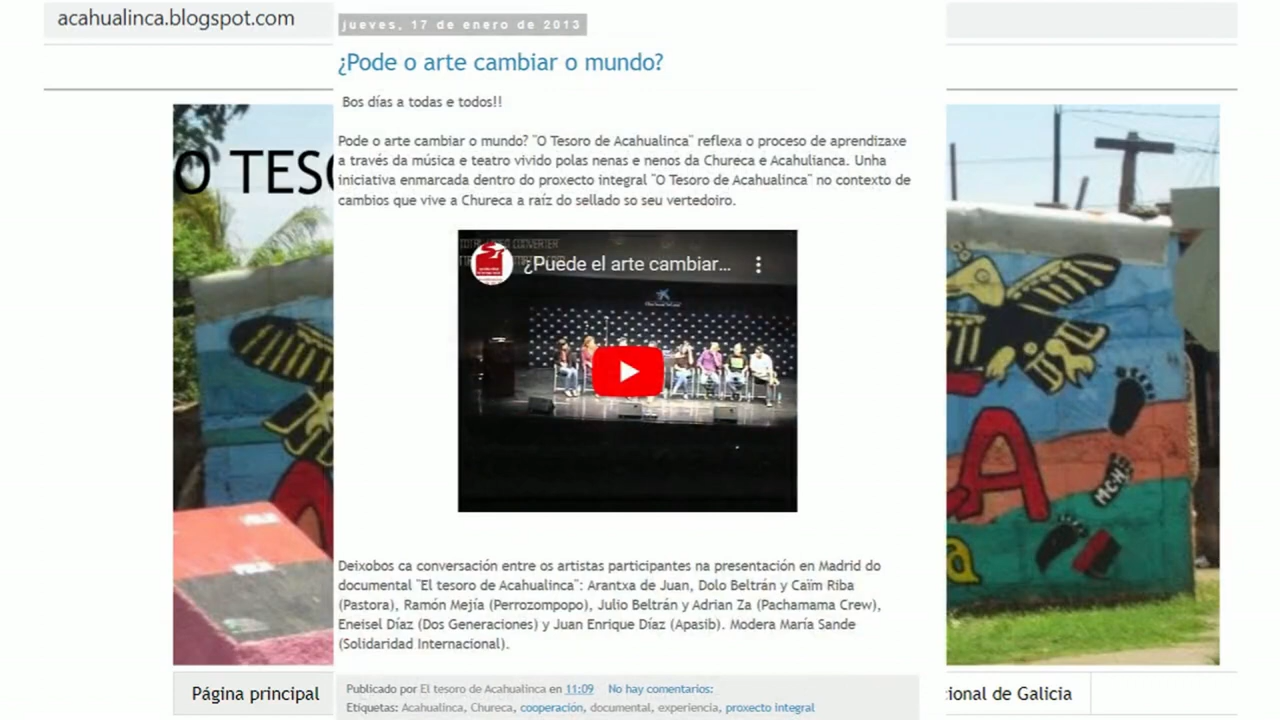 acahualinca.blogspot.com
jueves, 17 de enero de 2013
¿Pode o arte cambiar o mundo?
Bos días a todas e todos!!
Pode o arte cambiar o mundo? "O Tesoro de Acahualinca" reflexa o proceso de aprendizaxe
a través da música e teatro vivido polas nenas e nenos da Chureca e Acahulianca. Unha
iniciativa enmarcada dentro do proxecto integral "O Tesoro de Acahualinca" no contexto de
cambios que vive a Chureca a raíz do sellado so seu vertedoiro.
O TESO
¿Puede el arte cambiar...
A
MCH
a
Deixobos ca conversación entre os artistas participantes na presentación en Madrid do
documental "El tesoro de Acahualinca": Arantxa de Juan, Dolo Beltrán y Caïm Riba
(Pastora), Ramón Mejía (Perrozompopo), Julio Beltrán y Adrian Za (Pachamama Crew),
Eneisel Díaz (Dos Generaciones) y Juan Enrique Díaz (Apasib). Modera María Sande
(Solidaridad Internacional).
Publicado por El tesoro de Acahualinca en 11:09 No hay comentarios:
Etiquetas: Acahualinca, Chureca, cooperación, documental, experiencia, proxecto integral
Página principal
cional de Galicia